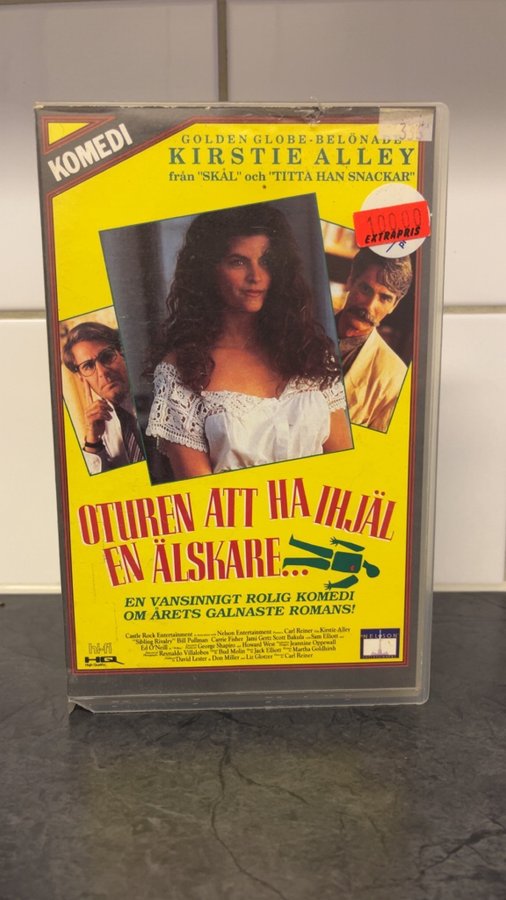 KOMEDI
GOLDEN GLOBE-BELÖNADE
KIRSTIE ALLEY
från "SKÅL" och "TITTA HAN SNACKAR"
EXTRAPRIS
OTUREN ATT HA IHJÄL
EN ÄLSKARE...
EN VANSINNIGT ROLIG KOMEDI
OM ÅRETS GALNASTE ROMANS!
Castle Rock Entertainment Nelson Entertainment Carl Reiner Kirstie Alley
"Sibling Rivalry" Bill Pullman Carrie Fisher Jami Gertz Scott Bakula Sam Elliott
Ed O'Neill George Shapiro Howard West Jeannine Oppewall
Reynaldo Villalobos Bud Molin Jack Elliott Martha Goldhirsh
David Lester Don Miller Liz Glotzer Carl Reiner
hi-fi
HQ
NELSON
ENTERTAINMENT